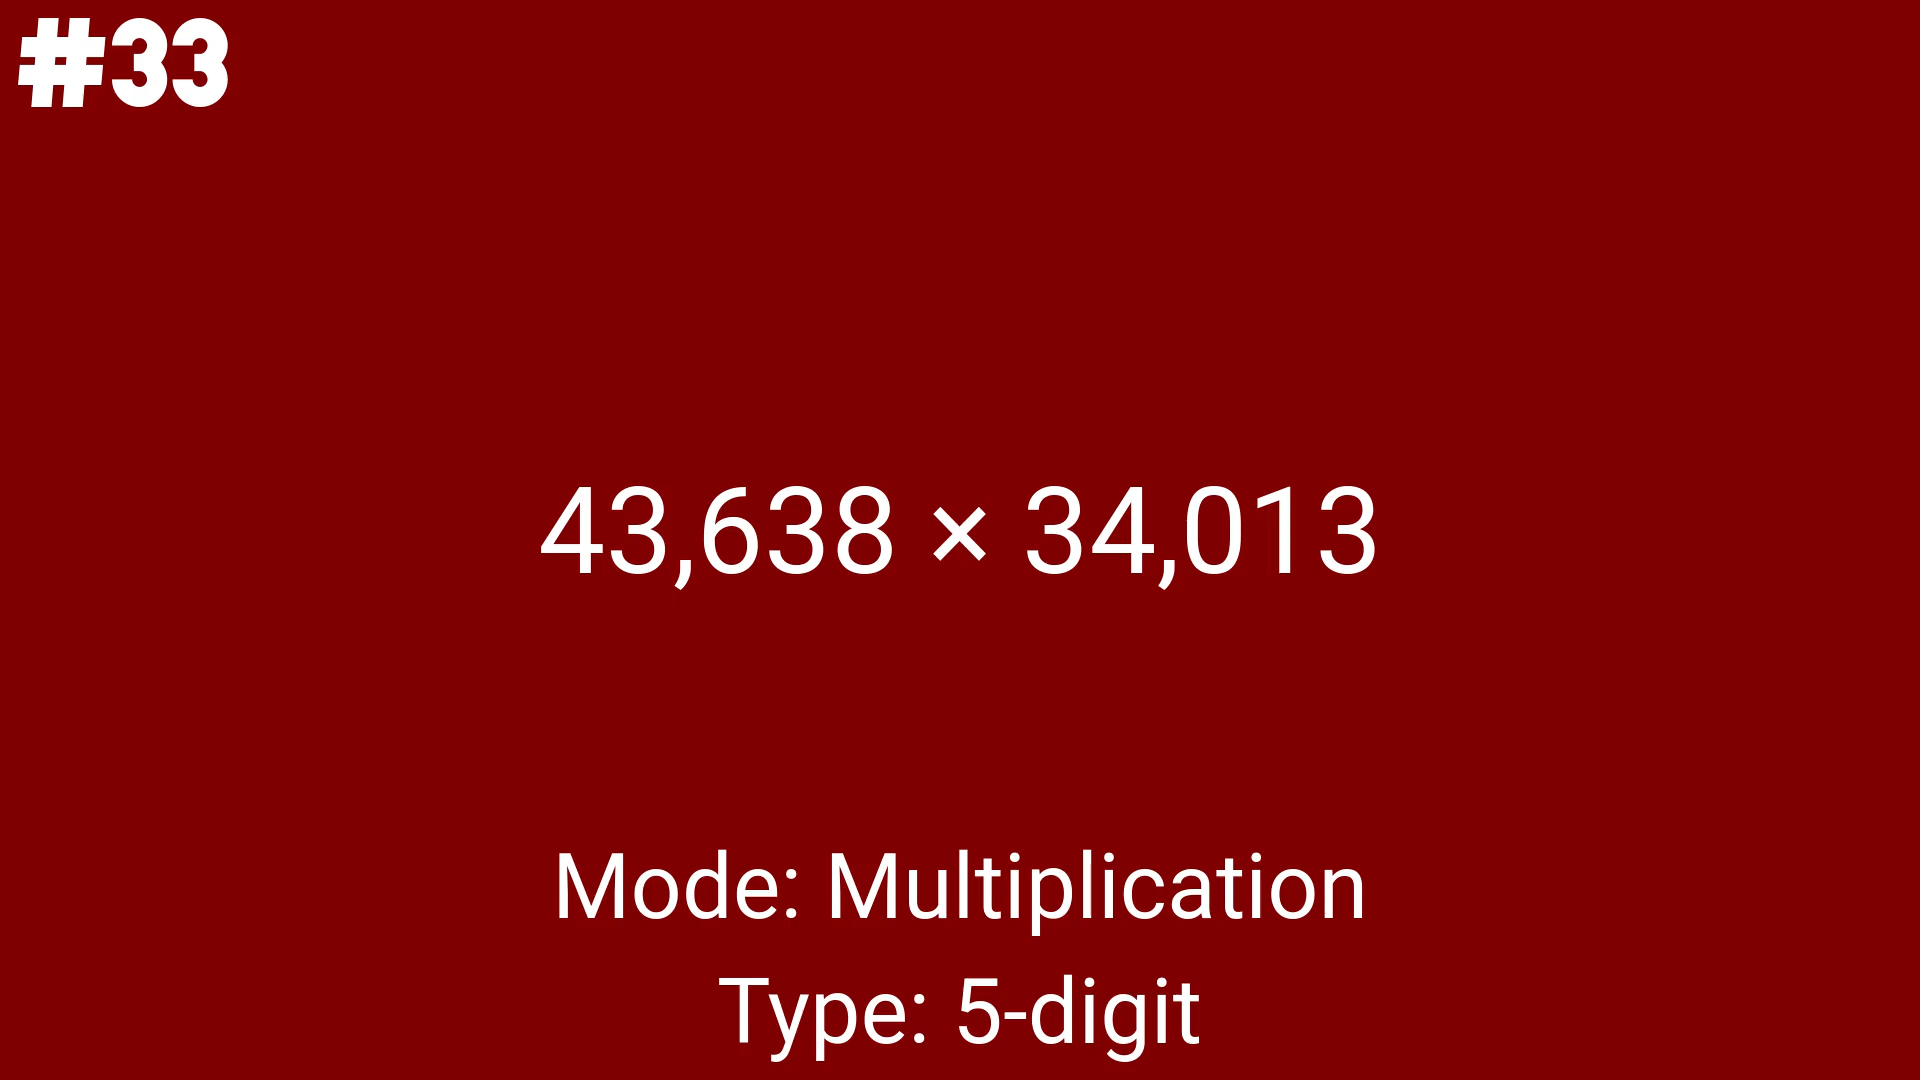 #33
43,638 × 34,013
Mode: Multiplication
Type: 5-digit